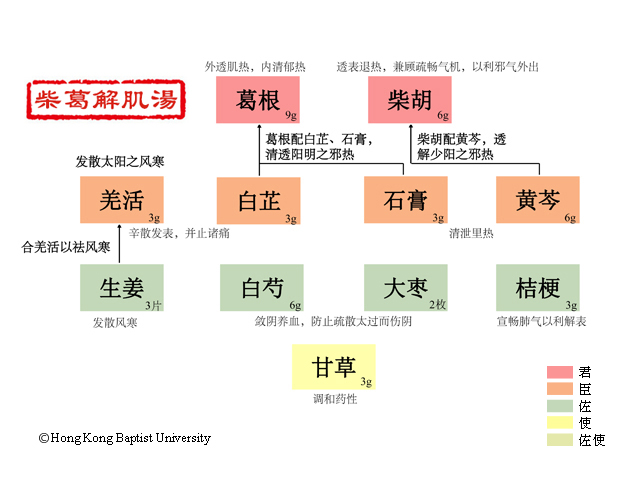 外透肌热，内清郁热
透表退热，兼顾疏畅气机，以利邪气外出
柴葛解肌湯
葛根
9g
柴胡
6g
葛根配白芷、石膏，
清透阳明之邪热
柴胡配黄芩，透
解少阳之邪热
发散太阳之风寒
羌活
3g
白芷
3g
石膏
3g
黄芩
6g
辛散发表，并止诸痛
清泄里热
合羌活以祛风寒
生姜
3片
白芍
6g
大枣
2枚
桔梗
3g
发散风寒
敛阴养血，防止疏散太过而伤阴
宣畅肺气以利解表
甘草
3g
调和药性
君
臣
佐
使
佐使
©Hong Kong Baptist University